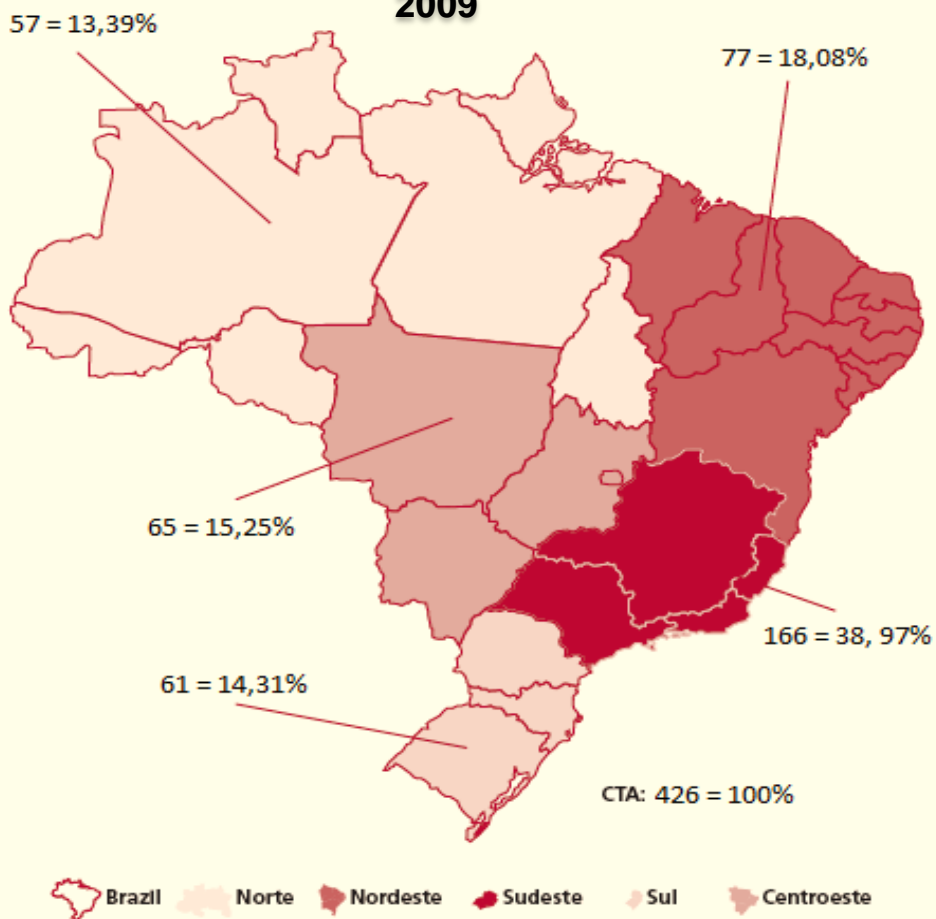 2009
57 = 13,39%
77 = 18,08%
65 = 15,25%
166 = 38, 97%
61 = 14,31%
CTA: 426 = 100%
Brazil Norte Nordeste Sudeste Sul Centroeste